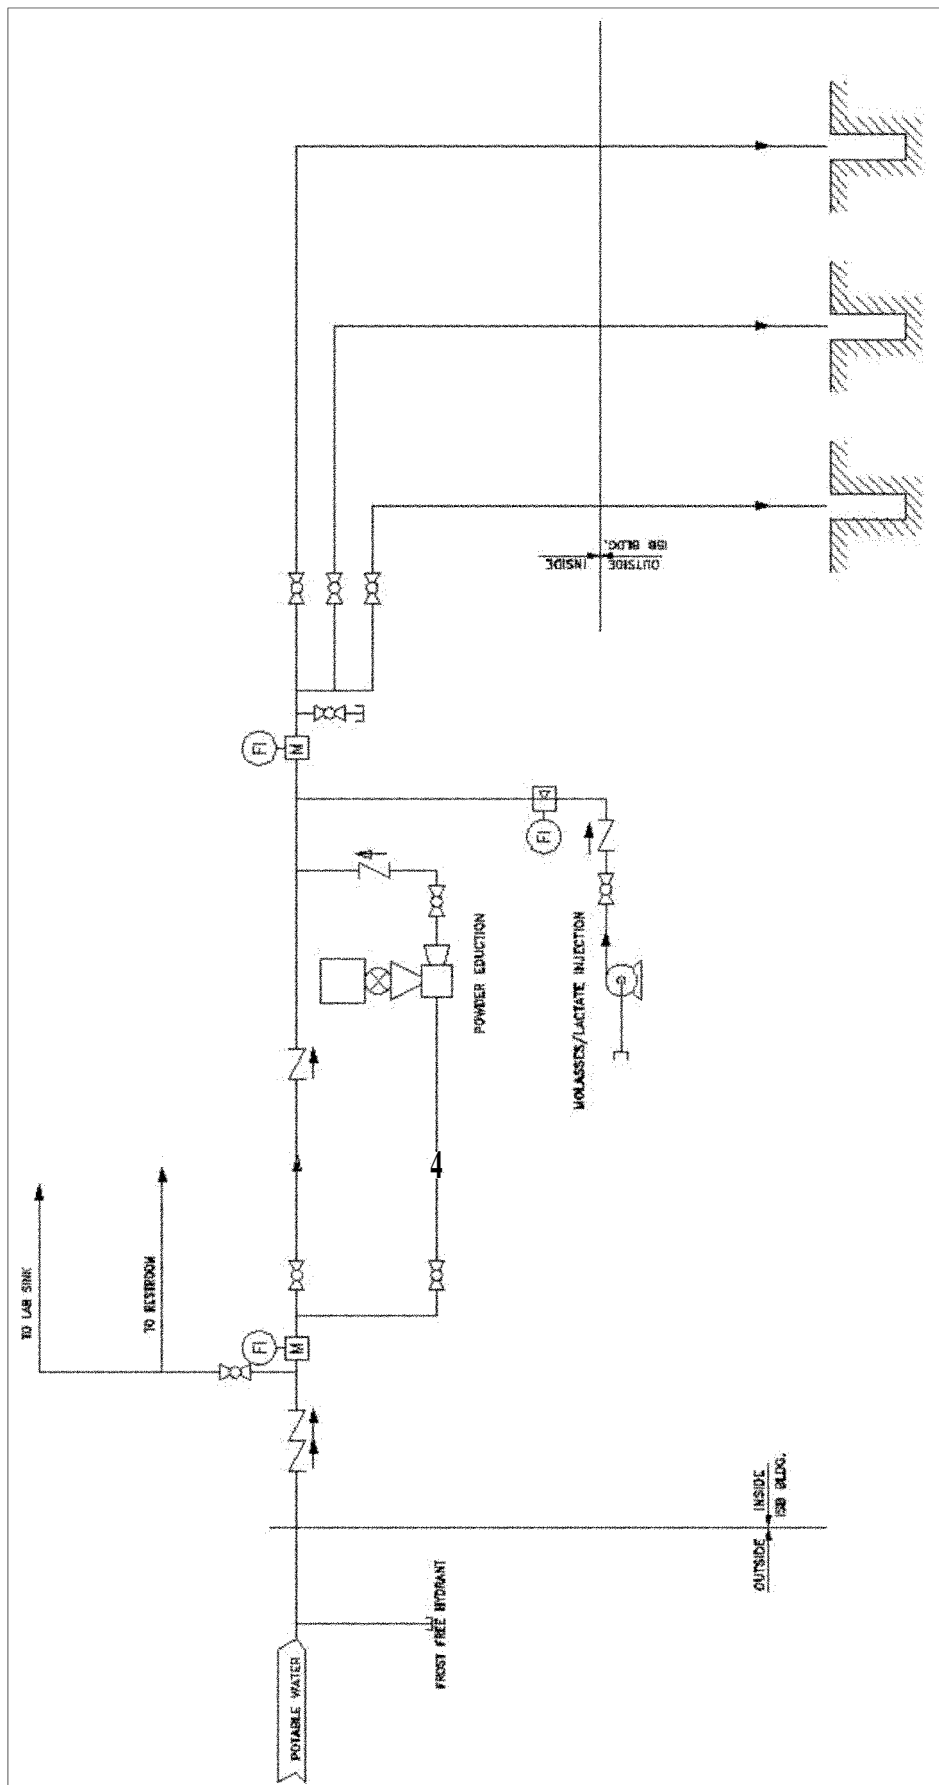 TO LAB SINK
TO RESTROOM
FI
M
4
FI
M
POWDER EDUCTION
FI
MOLASSES/LACTATE INJECTION
INSIDE
OUTSIDE
ISB BLDG.
OUTSIDE
INSIDE
ISB BLDG.
FROST FREE HYDRANT
POTABLE WATER